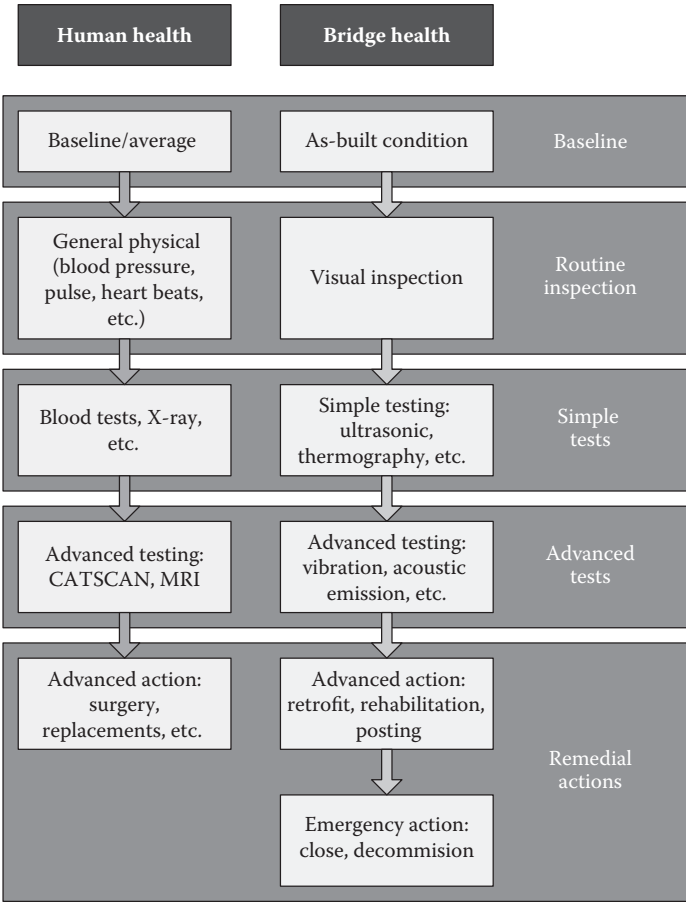 Human health
Bridge health
Baseline/average
As-built condition
Baseline
General physical
(blood pressure,
pulse, heart beats,
etc.)
Visual inspection
Routine
inspection
Blood tests, X-ray,
etc.
Simple testing:
ultrasonic,
thermography, etc.
Simple
tests
Advanced testing:
CATSCAN, MRI
Advanced testing:
vibration, acoustic
emission, etc.
Advanced
tests
Advanced action:
surgery,
replacements, etc.
Advanced action:
retrofit, rehabilitation,
posting
Remedial
actions
Emergency action:
close, decommision